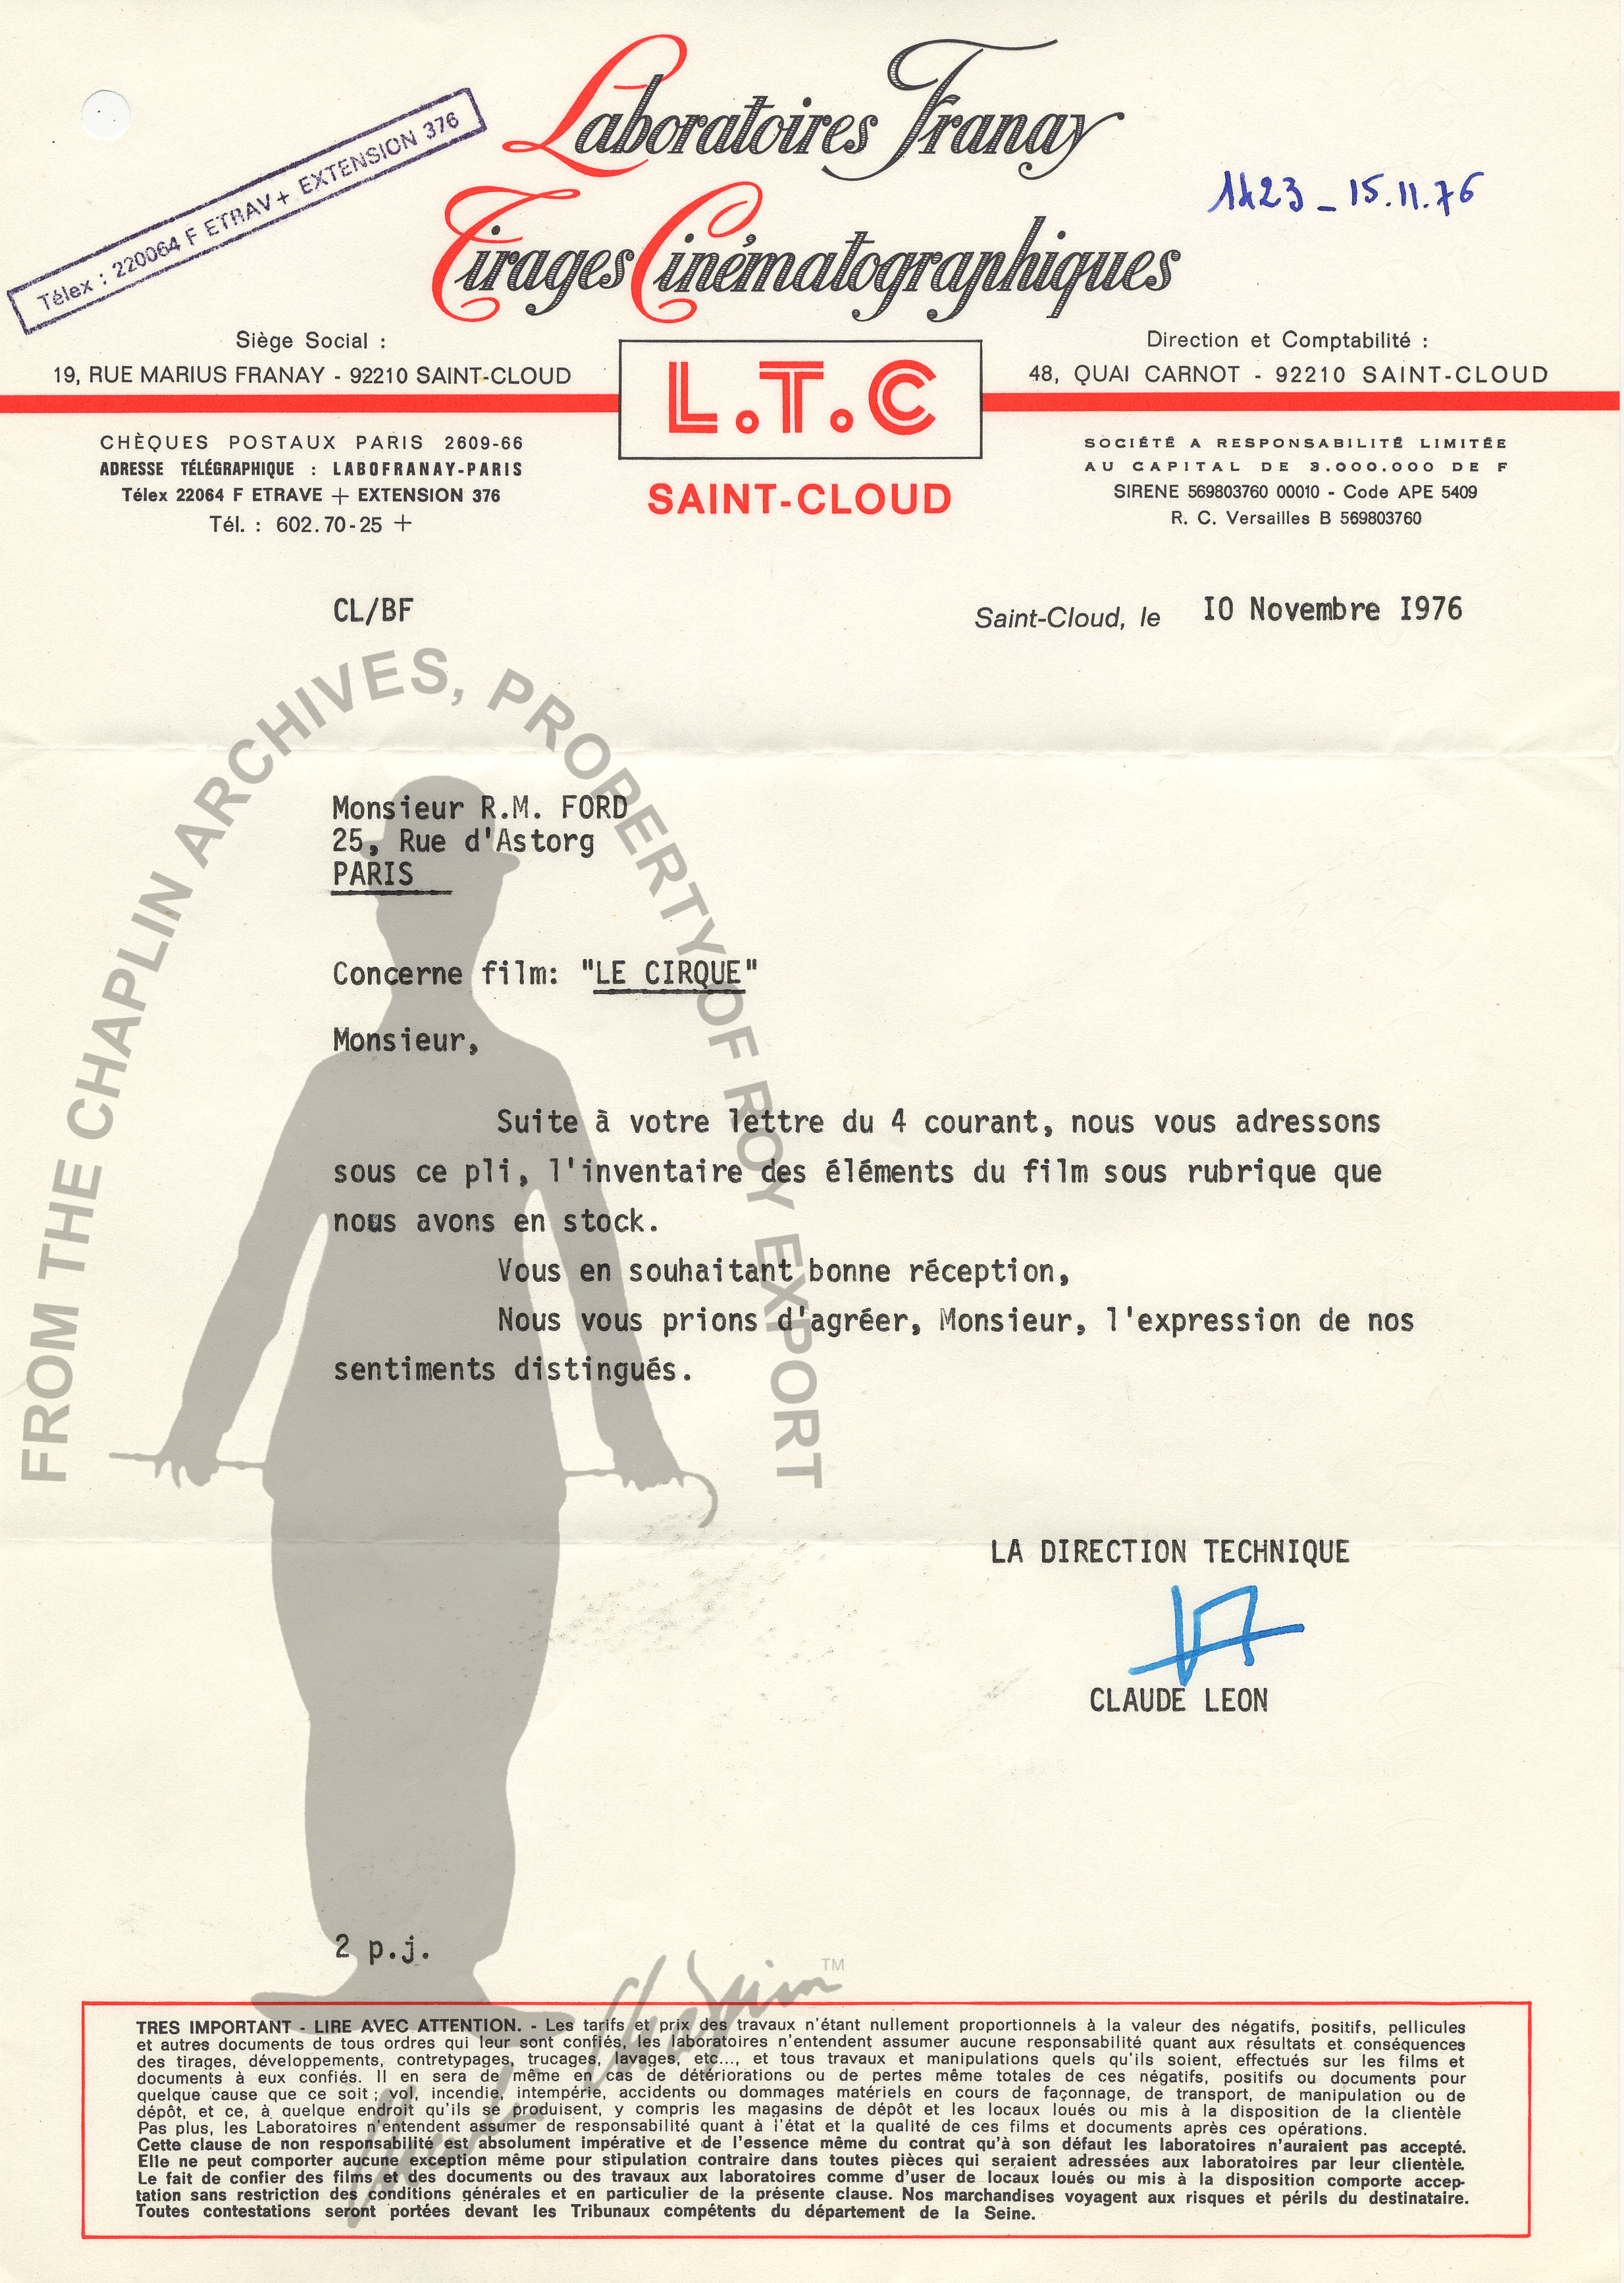 Laboratoires Franay
Tirages Cinématographiques
Télex : 220064 F ETRAV+ EXTENSION 376
1423 - 15.11.76
Siège Social :
19, RUE MARIUS FRANAY - 92210 SAINT-CLOUD
L.T.C
SAINT-CLOUD
Direction et Comptabilité :
48, QUAI CARNOT - 92210 SAINT-CLOUD
CHÈQUES POSTAUX PARIS 2609-66
ADRESSE TÉLÉGRAPHIQUE : LABOFRANAY-PARIS
Télex 22064 F ETRAVE + EXTENSION 376
Tél. : 602.70-25 +
SOCIÉTÉ A RESPONSABILITÉ LIMITÉE
AU CAPITAL DE 3.000.000 DE F
SIRENE 569803760 00010 - Code APE 5409
R. C. Versailles B 569803760
CL/BF
Saint-Cloud, le IO Novembre I976
FROM THE CHAPLIN ARCHIVES, PROPERTY OF ROY EXPORT
Monsieur R.M. FORD
25, Rue d'Astorg
PARIS
Concerne film: "LE CIRQUE"
Monsieur,
Suite à votre lettre du 4 courant, nous vous adressons
sous ce pli, l'inventaire des éléments du film sous rubrique que
nous avons en stock.
Vous en souhaitant bonne réception,
Nous vous prions d'agréer, Monsieur, l'expression de nos
sentiments distingués.
LA DIRECTION TECHNIQUE
CLAUDE LEON
2 p.j.
Charlie Chaplin TM
TRES IMPORTANT - LIRE AVEC ATTENTION. - Les tarifs et prix des travaux n'étant nullement proportionnels à la valeur des négatifs, positifs, pellicules
et autres documents de tous ordres qui leur sont confiés, les laboratoires n'entendent assumer aucune responsabilité quant aux résultats et conséquences
des tirages, développements, contretypages, trucages, lavages, etc..., et tous travaux et manipulations quels qu'ils soient, effectués sur les films et
documents à eux confiés. Il en sera de même en cas de détériorations ou de pertes même totales de ces négatifs, positifs ou documents pour
quelque cause que ce soit ; vol, incendie, intempérie, accidents ou dommages matériels en cours de façonnage, de transport, de manipulation ou de
dépôt, et ce, à quelque endroit qu'ils se produisent, y compris les magasins de dépôt et les locaux loués ou mis à la disposition de la clientèle
Pas plus, les Laboratoires n'entendent assumer de responsabilité quant à l'état et la qualité de ces films et documents après ces opérations.
Cette clause de non responsabilité est absolument impérative et de l'essence même du contrat qu'à son défaut les laboratoires n'auraient pas accepté.
Elle ne peut comporter aucune exception même pour stipulation contraire dans toutes pièces qui seraient adressées aux laboratoires par leur clientèle.
Le fait de confier des films et des documents ou des travaux aux laboratoires comme d'user de locaux loués ou mis à la disposition comporte accep-
tation sans restriction des conditions générales et en particulier de la présente clause. Nos marchandises voyagent aux risques et périls du destinataire.
Toutes contestations seront portées devant les Tribunaux compétents du département de la Seine.